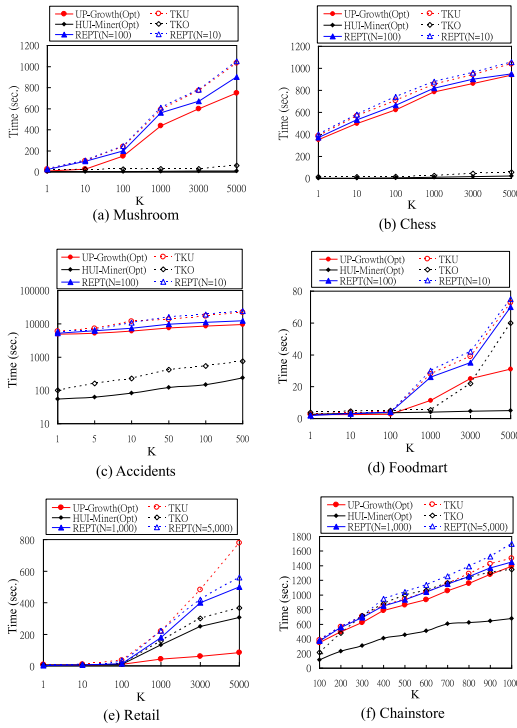 UP-Growth(Opt) TKU
HUI-Miner(Opt) TKO
REPT(N=100) REPT(N=10)
1200
1000
800
600
400
200
0
Time (sec.)
1 10 100 1000 3000 5000
K
(a) Mushroom
UP-Growth(Opt) TKU
HUI-Miner(Opt) TKO
REPT(N=100) REPT(N=10)
1200
1000
800
600
400
200
0
Time (sec.)
1 10 100 1000 3000 5000
K
(b) Chess
UP-Growth(Opt) TKU
HUI-Miner(Opt) TKO
REPT(N=100) REPT(N=10)
100000
10000
1000
100
10
Time (sec.)
1 5 10 50 100 500
K
(c) Accidents
UP-Growth(Opt) TKU
HUI-Miner(Opt) TKO
REPT(N=100) REPT(N=10)
80
60
40
20
0
Time (sec.)
1 10 100 1000 3000 5000
K
(d) Foodmart
UP-Growth(Opt) TKU
HUI-Miner(Opt) TKO
REPT(N=1,000) REPT(N=5,000)
800
600
400
200
0
Time (sec.)
1 10 100 1000 3000 5000
K
(e) Retail
UP-Growth(Opt) TKU
HUI-Miner(Opt) TKO
REPT(N=1,000) REPT(N=5,000)
1800
1600
1400
1200
1000
800
600
400
200
0
Time (sec.)
100 200 300 400 500 600 700 800 900 1000
K
(f) Chainstore